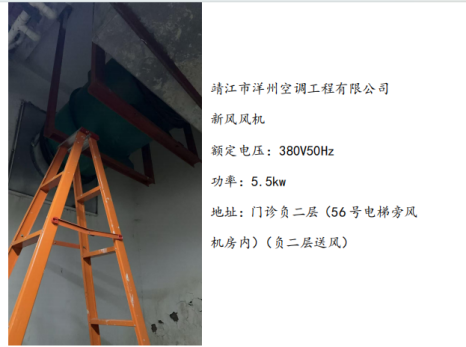 靖江市洋州空调工程有限公司
新风风机
额定电压：380V50Hz
功率：5.5kw
地址：门诊负二层（56号电梯旁风
机房内）（负二层送风）